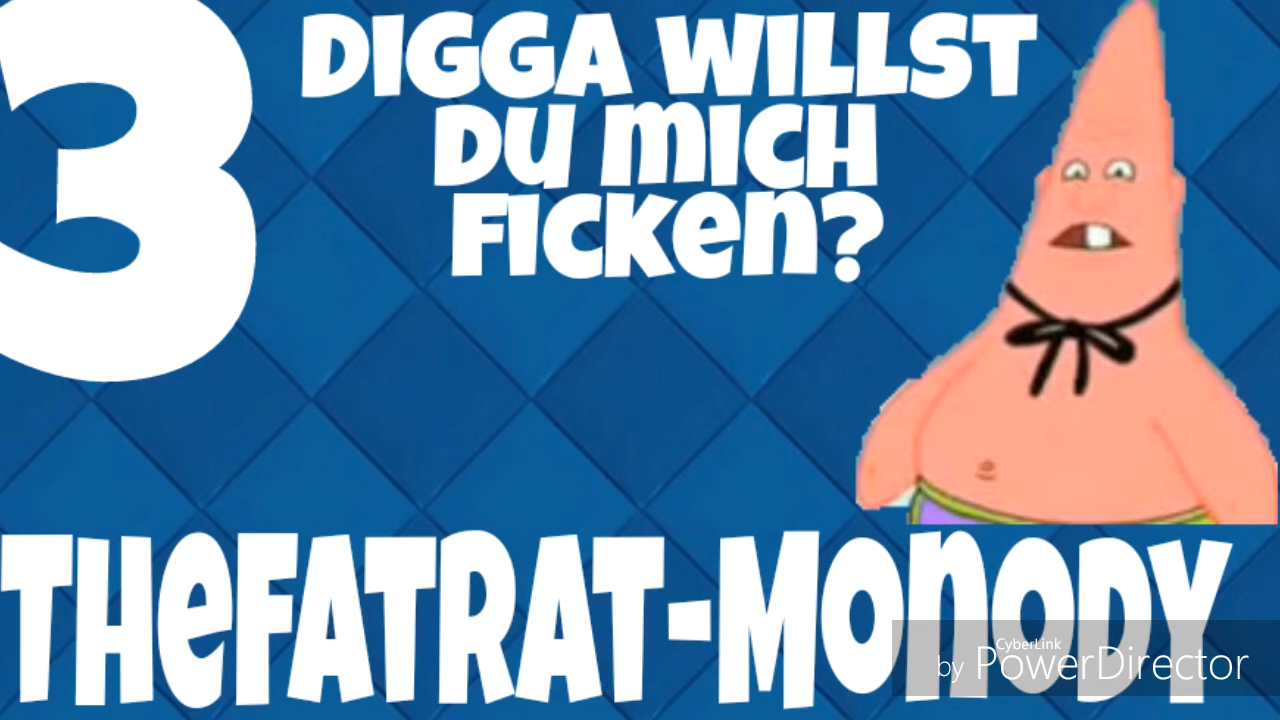 3
DIGGA WILLST
DU MICH
FICKEN?
THEFATRAT-MONODY
by CyberLink PowerDirector